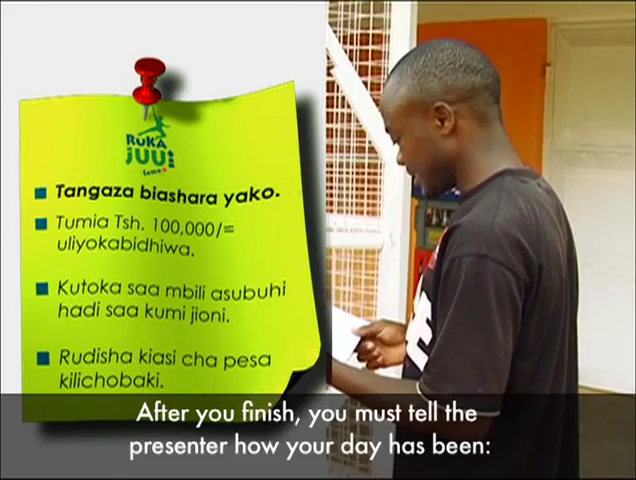 RUKA
JUU
femina
Tangaza biashara yako.
Tumia Tsh. 100,000/=
uliyokabidhiwa.
Kutoka saa mbili asubuhi
hadi saa kumi jioni.
Rudisha kiasi cha pesa
kilichobaki.
After you finish, you must tell the
presenter how your day has been: